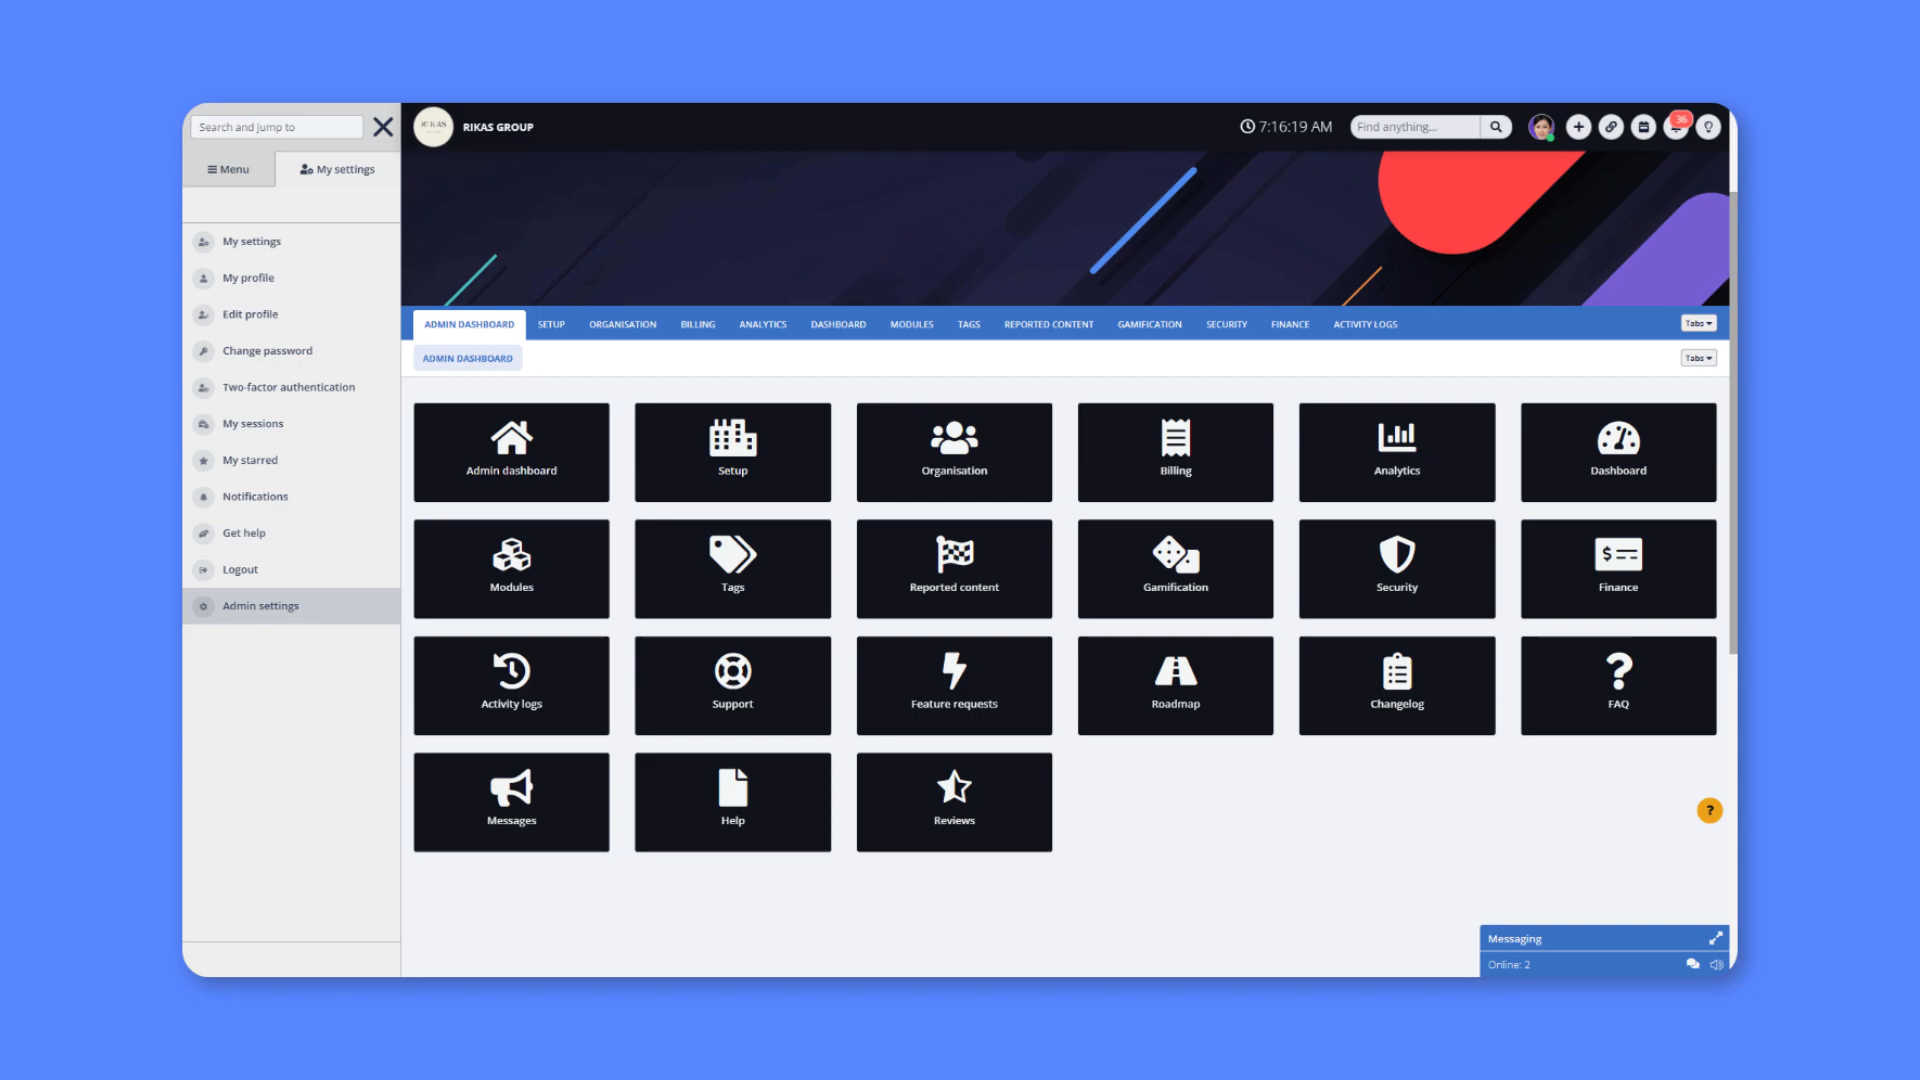 Search and jump to
RIKAS
RIKAS GROUP
7:16:19 AM
Find anything...
36
Menu
My settings
My settings
My profile
Edit profile
Change password
Two-factor authentication
My sessions
My starred
Notifications
Get help
Logout
Admin settings
ADMIN DASHBOARD SETUP ORGANISATION BILLING ANALYTICS DASHBOARD MODULES TAGS REPORTED CONTENT GAMIFICATION SECURITY FINANCE ACTIVITY LOGS Tabs
ADMIN DASHBOARD Tabs
Admin dashboard Setup Organisation Billing Analytics Dashboard
Modules Tags Reported content Gamification Security Finance
Activity logs Support Feature requests Roadmap Changelog FAQ
Messages Help Reviews
?
Messaging
Online: 2